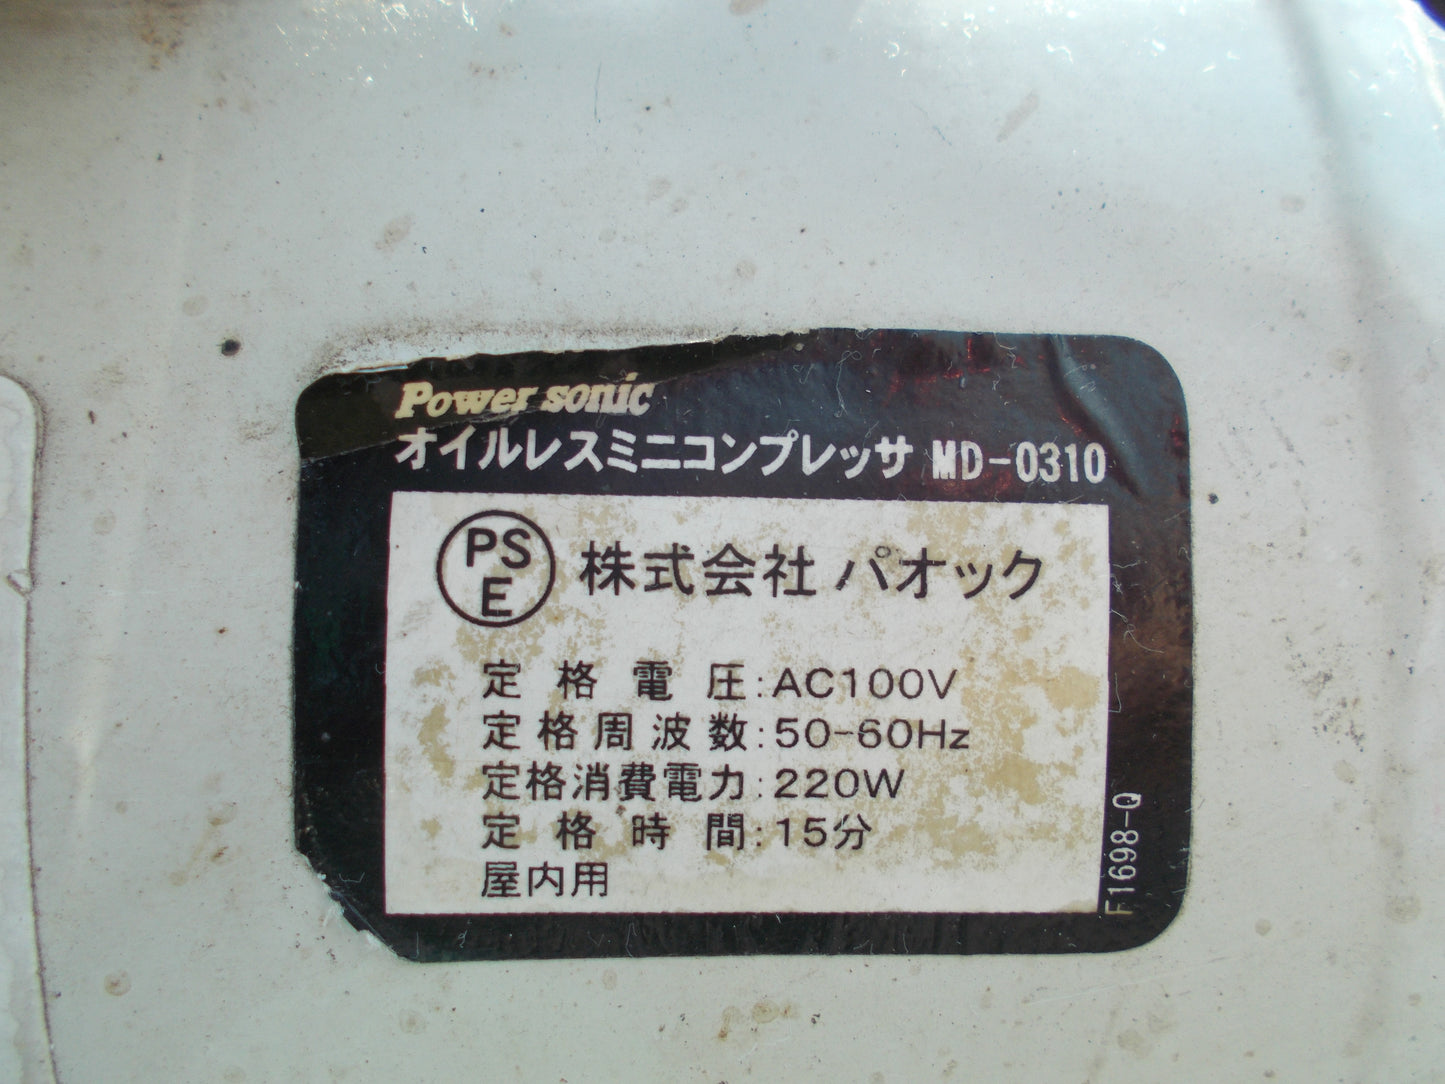 Power sonic
オイルレスミニコンプレッサ MD-0310
PS
E
株式会社 パオック
定格電圧:AC100V
定格周波数:50-60Hz
定格消費電力:220W
定格時間:15分
屋内用
F1698-Q